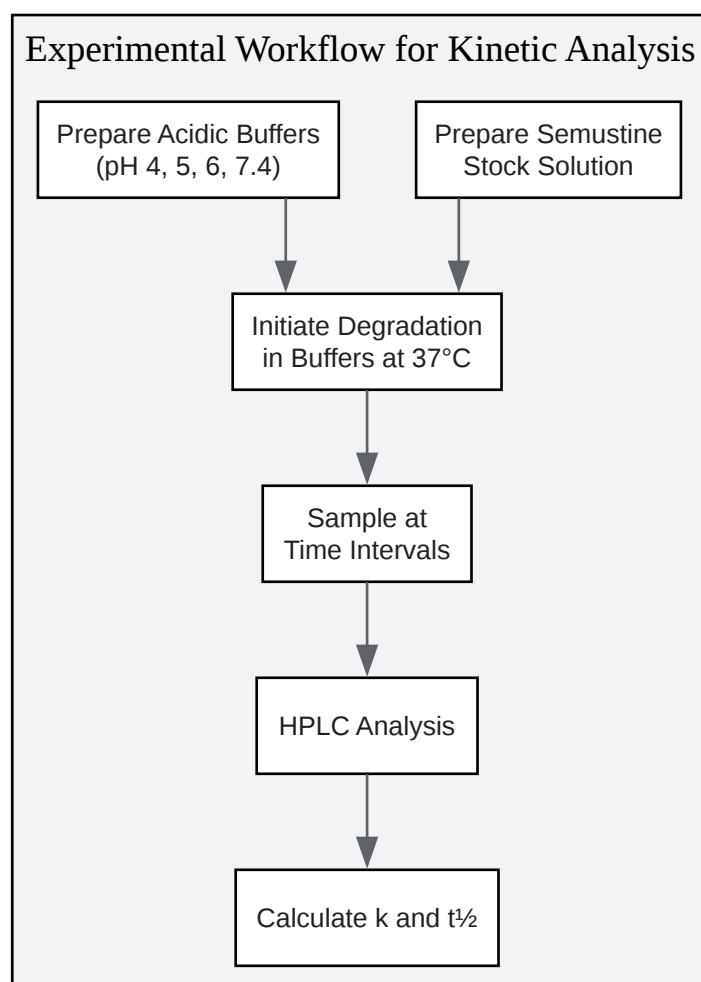 Experimental Workflow for Kinetic Analysis
Prepare Acidic Buffers
(pH 4, 5, 6, 7.4)
Prepare Semustine
Stock Solution
Initiate Degradation
in Buffers at 37°C
Sample at
Time Intervals
HPLC Analysis
Calculate k and t½